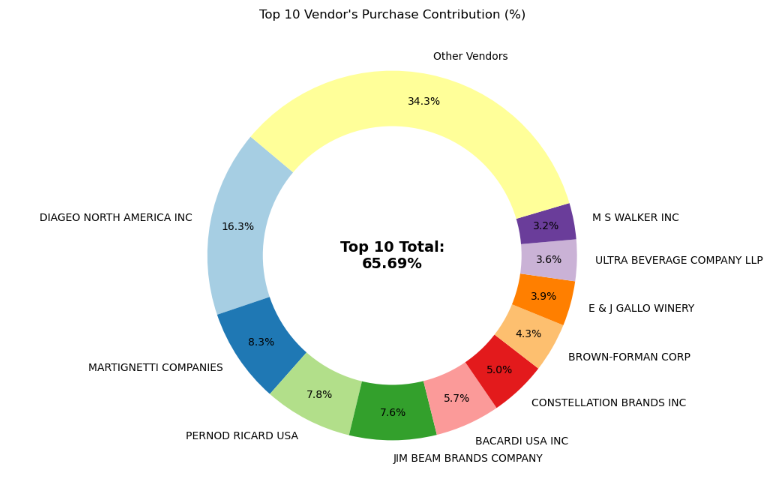 Top 10 Vendor's Purchase Contribution (%)
Other Vendors
34.3%
DIAGEO NORTH AMERICA INC
16.3%
M S WALKER INC
3.2%
ULTRA BEVERAGE COMPANY LLP
3.6%
Top 10 Total:
65.69%
E & J GALLO WINERY
3.9%
BROWN-FORMAN CORP
4.3%
MARTIGNETTI COMPANIES
8.3%
CONSTELLATION BRANDS INC
5.0%
PERNOD RICARD USA
7.8%
BACARDI USA INC
5.7%
JIM BEAM BRANDS COMPANY
7.6%